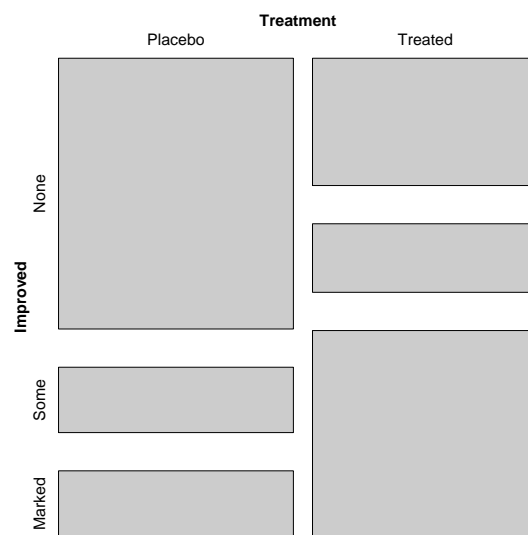 Treatment
Placebo Treated
Improved
None
Some
Marked